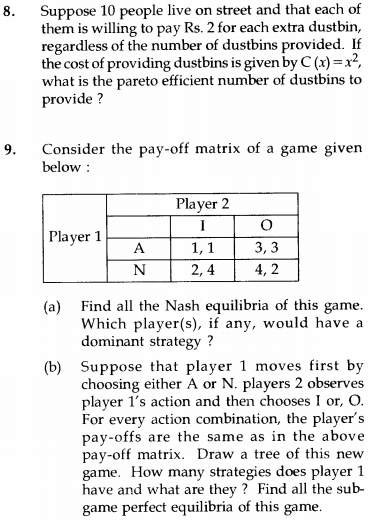 8. Suppose 10 people live on street and that each of
them is willing to pay Rs. 2 for each extra dustbin,
regardless of the number of dustbins provided. If
the cost of providing dustbins is given by C (x) = x²,
what is the pareto efficient number of dustbins to
provide ?
9. Consider the pay-off matrix of a game given
below :
Player 2
Player 1 I O
A 1, 1 3, 3
N 2, 4 4, 2
(a) Find all the Nash equilibria of this game.
Which player(s), if any, would have a
dominant strategy ?
(b) Suppose that player 1 moves first by
choosing either A or N. players 2 observes
player 1's action and then chooses I or, O.
For every action combination, the player's
pay-offs are the same as in the above
pay-off matrix. Draw a tree of this new
game. How many strategies does player 1
have and what are they ? Find all the sub-
game perfect equilibria of this game.